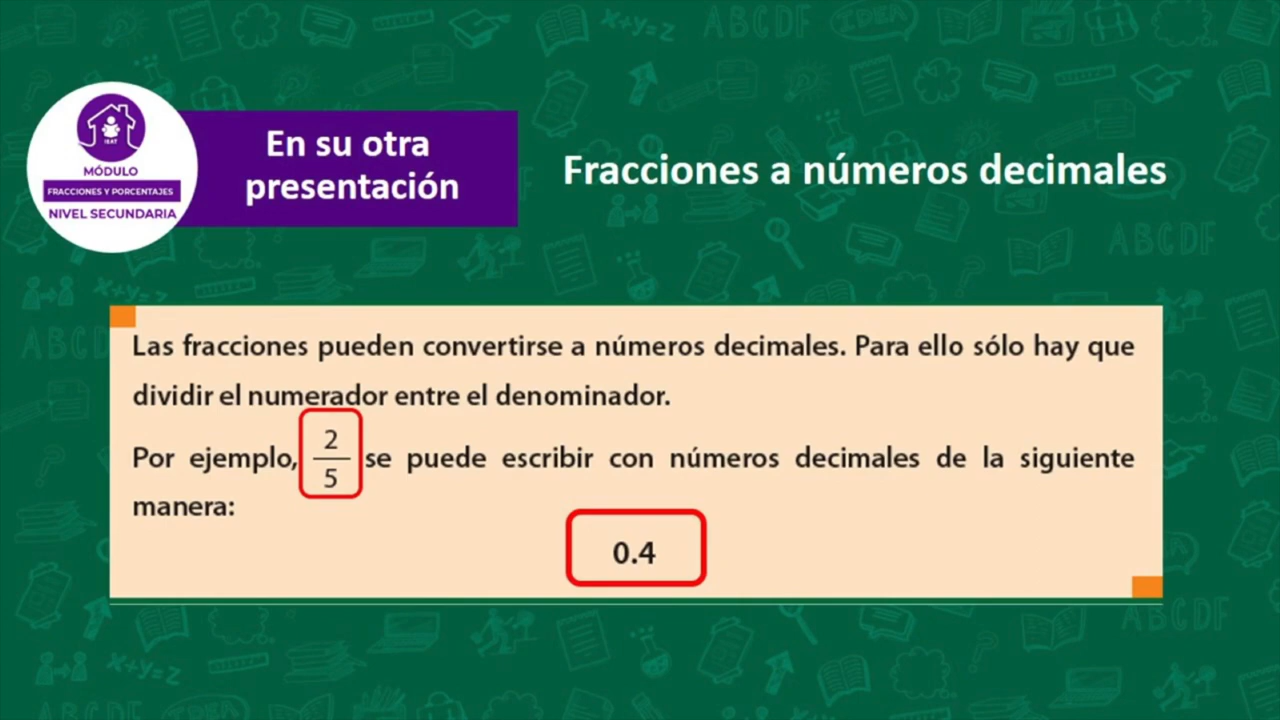 ISAT
MÓDULO
FRACCIONES Y PORCENTAJES
NIVEL SECUNDARIA
En su otra
presentación
Fracciones a números decimales
Las fracciones pueden convertirse a números decimales. Para ello sólo hay que
dividir el numerador entre el denominador.
Por ejemplo, 2/5 se puede escribir con números decimales de la siguiente
manera:
0.4